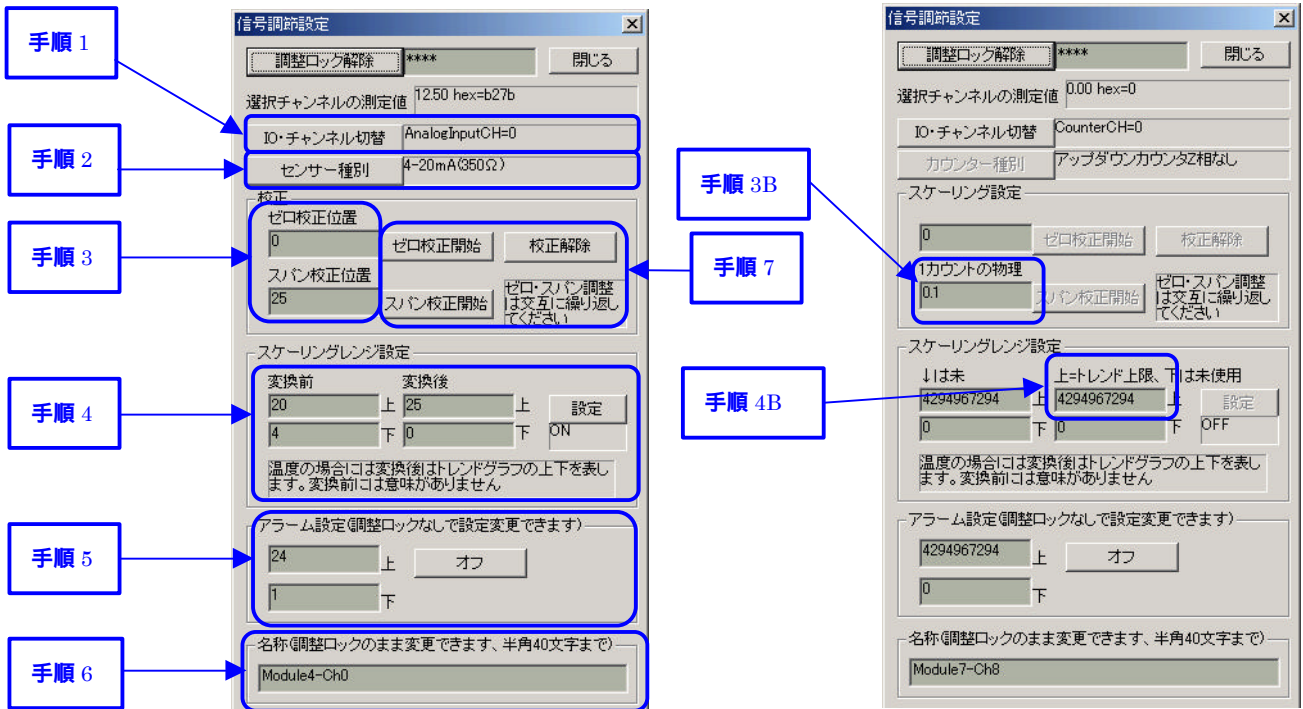 手順 1
手順 2
手順 3
手順 4
手順 5
手順 6
信号調節設定
調整ロック解除 **** 閉じる
選択チャンネルの測定値 12.50 hex=b27b
IO・チャンネル切替 AnalogInputCH=0
センサー種別 4-20mA(350Ω)
校正
ゼロ校正位置
0 ゼロ校正開始 校正解除
スパン校正位置
25 スパン校正開始 ゼロ・スパン調整
は交互に繰り返し
てください
スケーリングレンジ設定
変換前 変換後
20 上 25 上 設定
4 下 0 下 ON
温度の場合には変換後はトレンドグラフの上下を表し
ます。変換前には意味がありません
アラーム設定(調整ロックなしで設定変更できます)
24 上 オフ
1 下
名称(調整ロックのまま変更できます、半角40文字まで)
Module4-Ch0
手順 3B
手順 7
手順 4B
信号調節設定
調整ロック解除 **** 閉じる
選択チャンネルの測定値 0.00 hex=0
IO・チャンネル切替 CounterCH=0
カウンター種別 アップダウンカウンタZ相なし
スケーリング設定
0 ゼロ校正開始 校正解除
1カウントの物理
0.1 スパン校正開始 ゼロ・スパン調整
は交互に繰り返し
てください
スケーリングレンジ設定
↓は未 上=トレンド上限、下は未使用
4294967294 上 4294967294 上 設定
0 下 0 下 OFF
温度の場合には変換後はトレンドグラフの上下を表し
ます。変換前には意味がありません
アラーム設定(調整ロックなしで設定変更できます)
4294967294 上 オフ
0 下
名称(調整ロックのまま変更できます、半角40文字まで)
Module7-Ch8